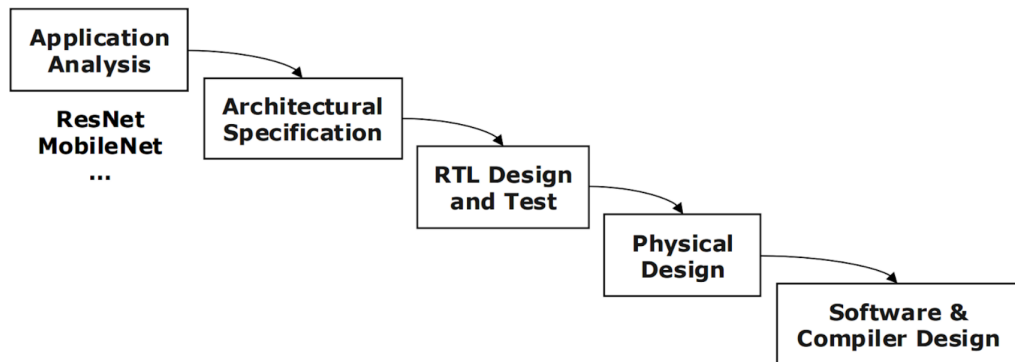 Application
Analysis
ResNet
MobileNet
...
Architectural
Specification
RTL Design
and Test
Physical
Design
Software &
Compiler Design